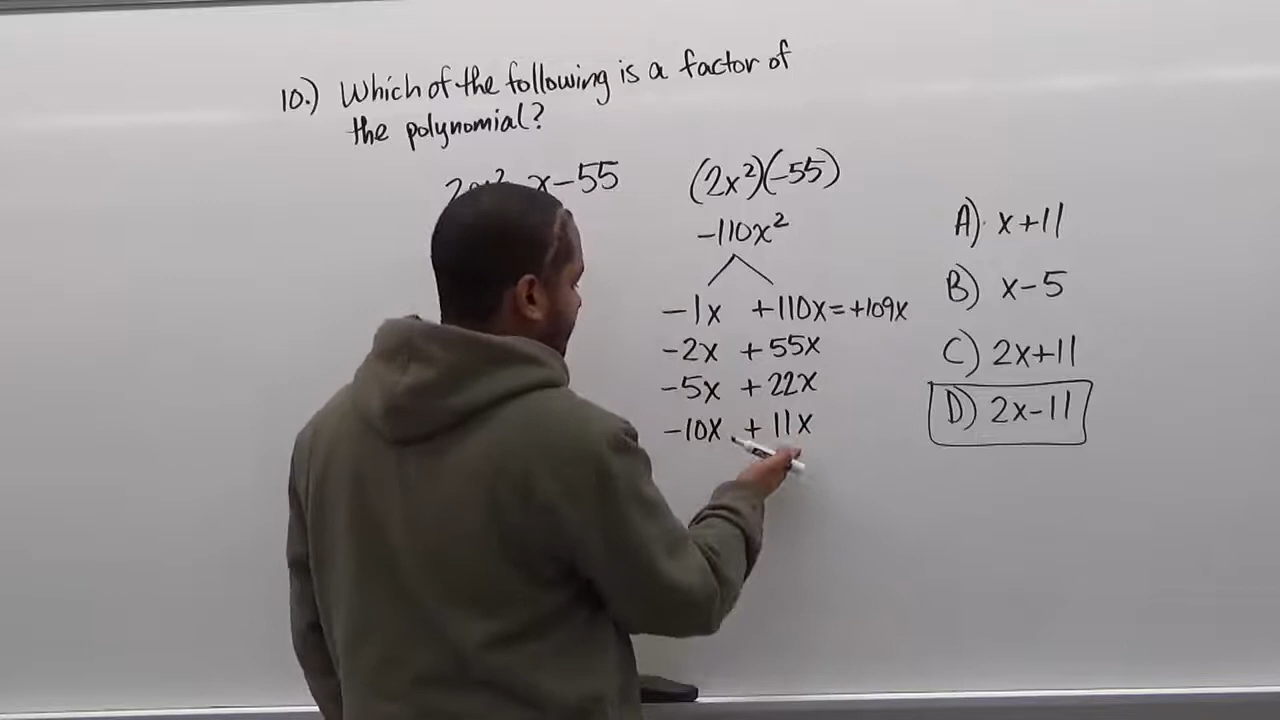 10.) Which of the following is a factor of
the polynomial?
x-55
(2x²)(-55)
-110x²
-1x +110x=+109x
-2x +55x
-5x +22x
-10x +11x
A) x+11
B) x-5
C) 2x+11
D) 2x-11